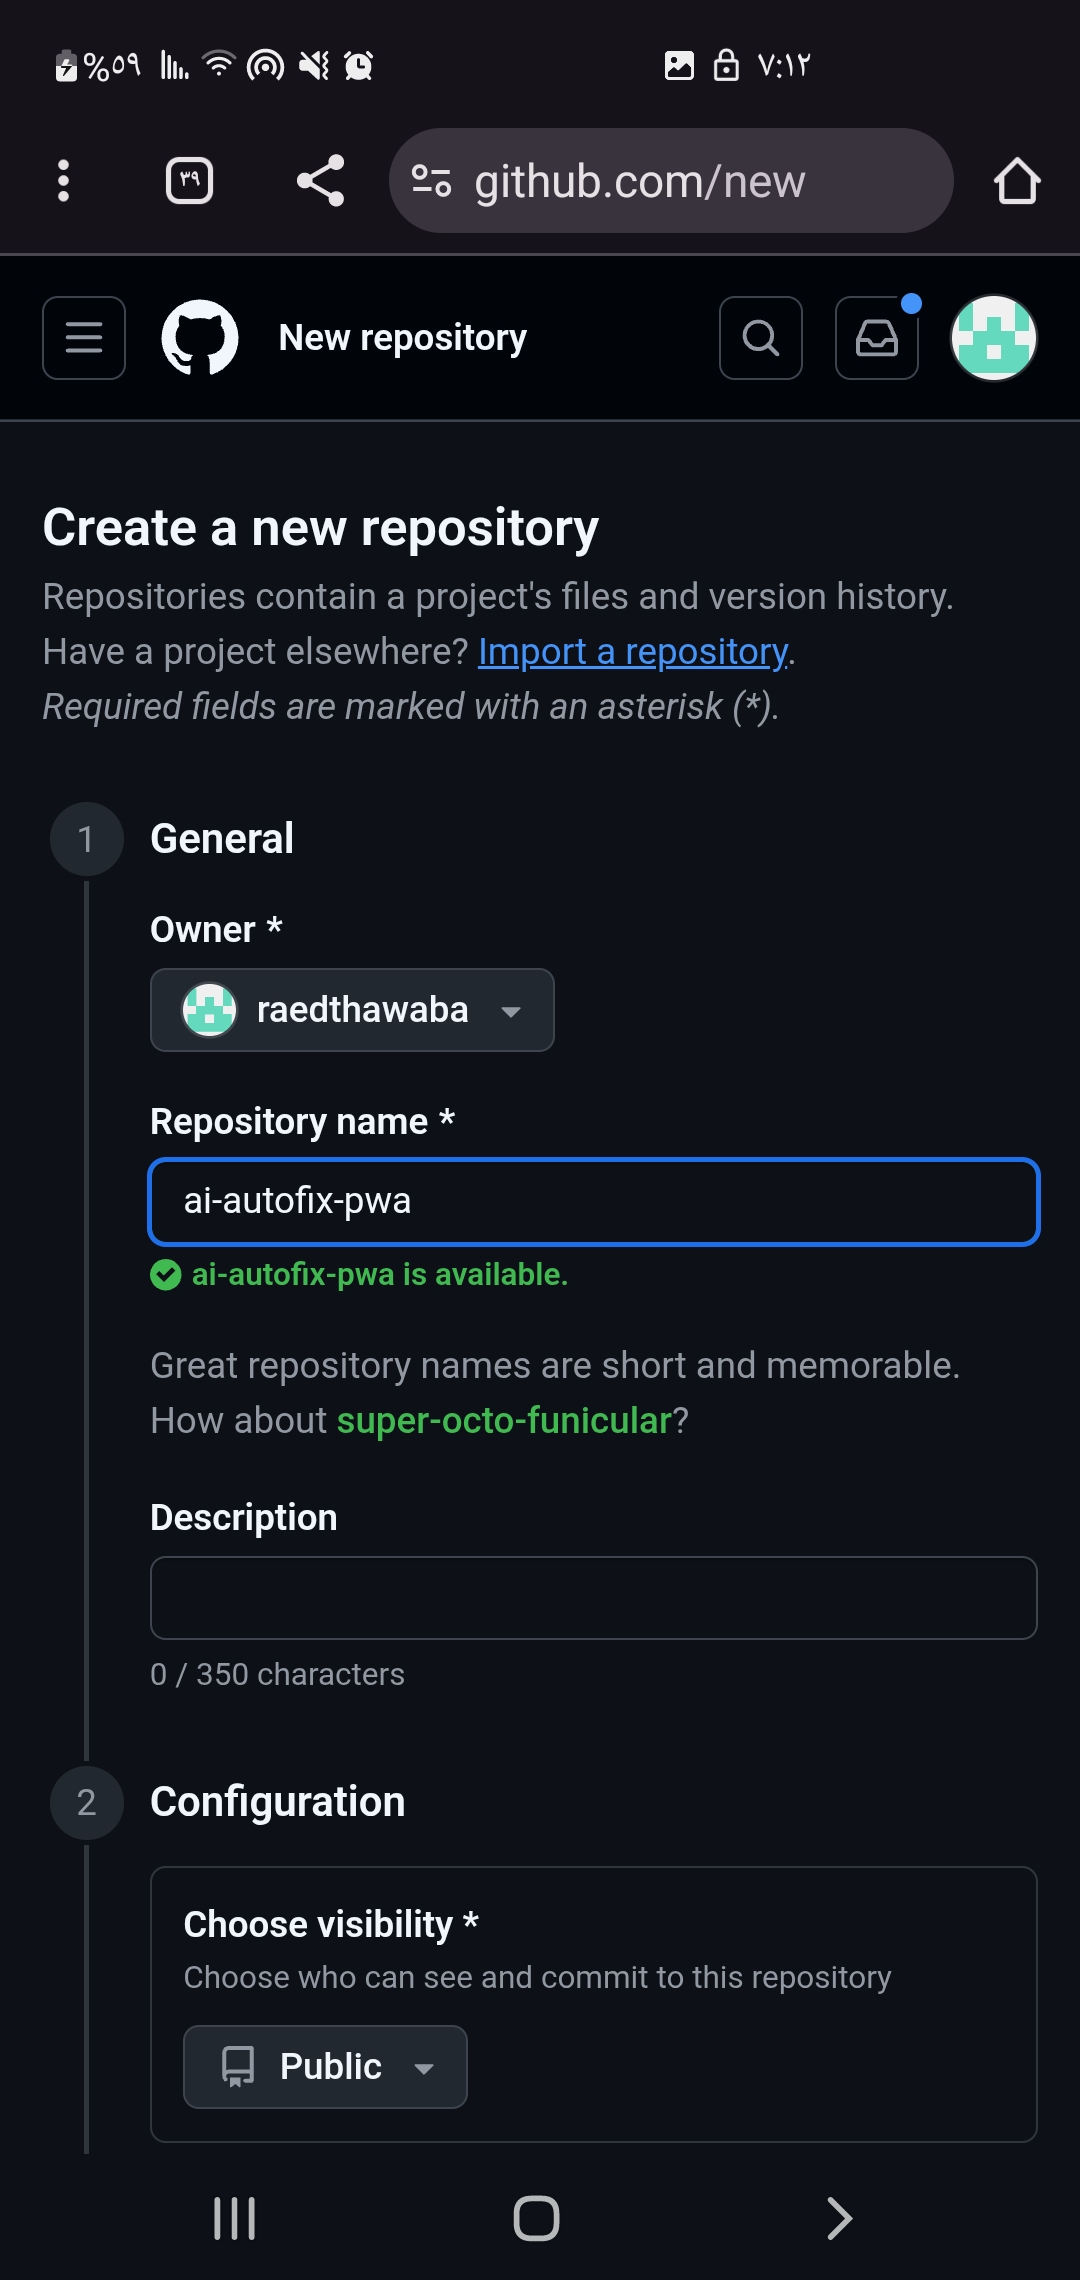 %٥٩
٧:١٢
٣٩
github.com/new
New repository
Create a new repository
Repositories contain a project's files and version history.
Have a project elsewhere? Import a repository.
Required fields are marked with an asterisk (*).
1 General
Owner *
raedthawaba
Repository name *
ai-autofix-pwa
ai-autofix-pwa is available.
Great repository names are short and memorable.
How about super-octo-funicular?
Description
0 / 350 characters
2 Configuration
Choose visibility *
Choose who can see and commit to this repository
Public